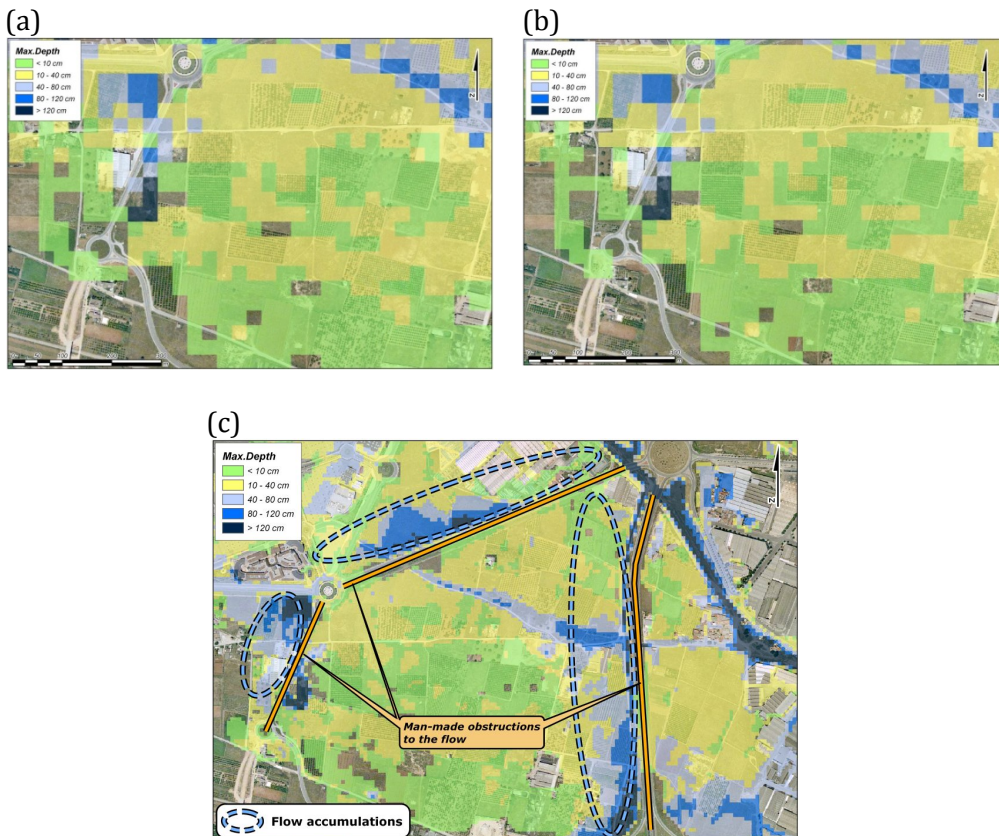 (a)
Max.Depth
< 10 cm
10 - 40 cm
40 - 80 cm
80 - 120 cm
> 120 cm
(b)
Max.Depth
< 10 cm
10 - 40 cm
40 - 80 cm
80 - 120 cm
> 120 cm
(c)
Max.Depth
< 10 cm
10 - 40 cm
40 - 80 cm
80 - 120 cm
> 120 cm
Man-made obstructions
to the flow
Flow accumulations